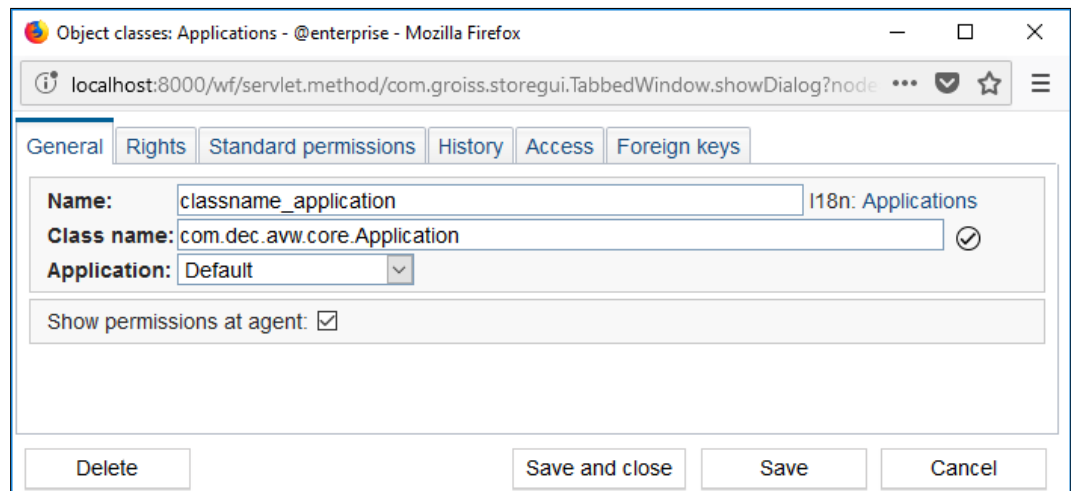 Object classes: Applications - @enterprise - Mozilla Firefox
localhost:8000/wf/servlet.method/com.groiss.storegui.TabbedWindow.showDialog?node
General Rights Standard permissions History Access Foreign keys
Name: classname_application I18n: Applications
Class name: com.dec.avw.core.Application
Application: Default
Show permissions at agent:
Delete Save and close Save Cancel